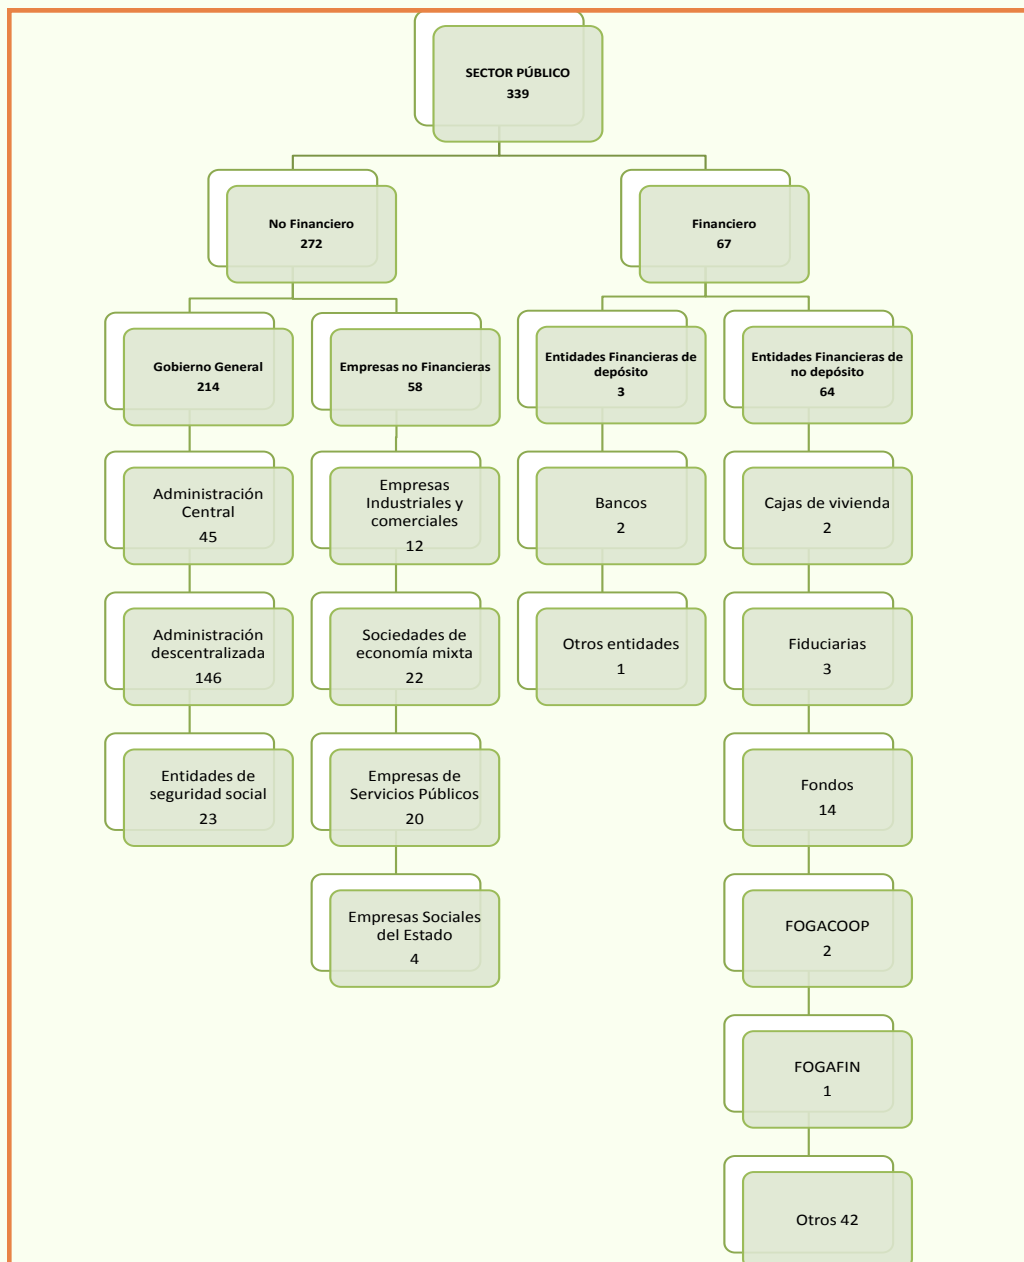 SECTOR PÚBLICO
339
No Financiero
272
Financiero
67
Gobierno General
214
Empresas no Financieras
58
Entidades Financieras de
depósito
3
Entidades Financieras de
no depósito
64
Administración
Central
45
Empresas
Industriales y
comerciales
12
Bancos
2
Cajas de vivienda
2
Administración
descentralizada
146
Sociedades de
economía mixta
22
Otros entidades
1
Fiduciarias
3
Entidades de
seguridad social
23
Empresas de
Servicios Públicos
20
Fondos
14
Empresas Sociales
del Estado
4
FOGACOOP
2
FOGAFIN
1
Otros 42